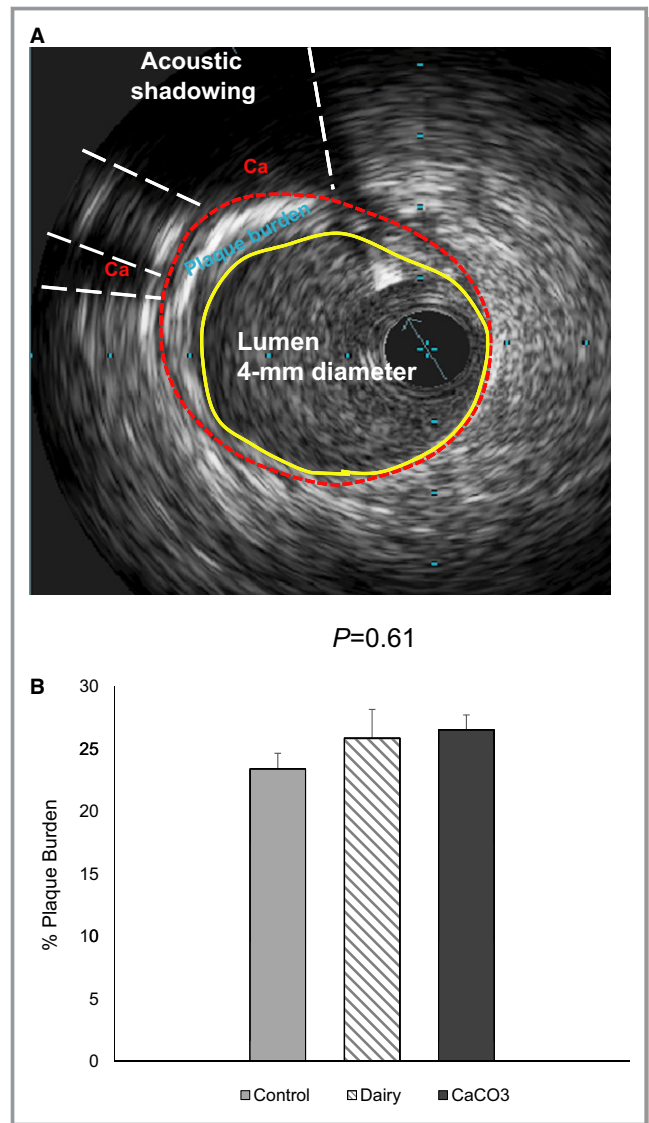 A
Acoustic
shadowing
Ca
Plaque burden
Ca
Lumen
4-mm diameter
P=0.61
B
30
25
20
15
10
5
0
% Plaque Burden
Control
Dairy
CaCO3